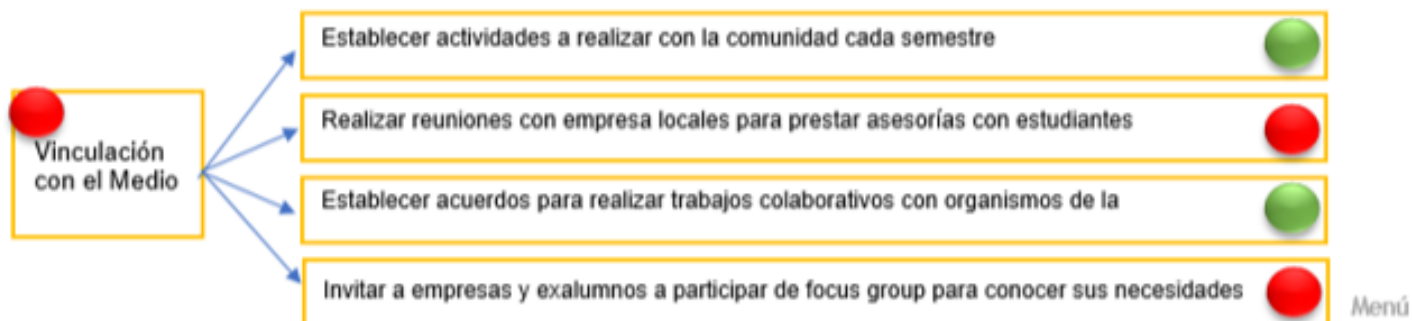 Establecer actividades a realizar con la comunidad cada semestre
Realizar reuniones con empresa locales para prestar asesorías con estudiantes
Vinculación
con el Medio
Establecer acuerdos para realizar trabajos colaborativos con organismos de la
Invitar a empresas y exalumnos a participar de focus group para conocer sus necesidades
Menú